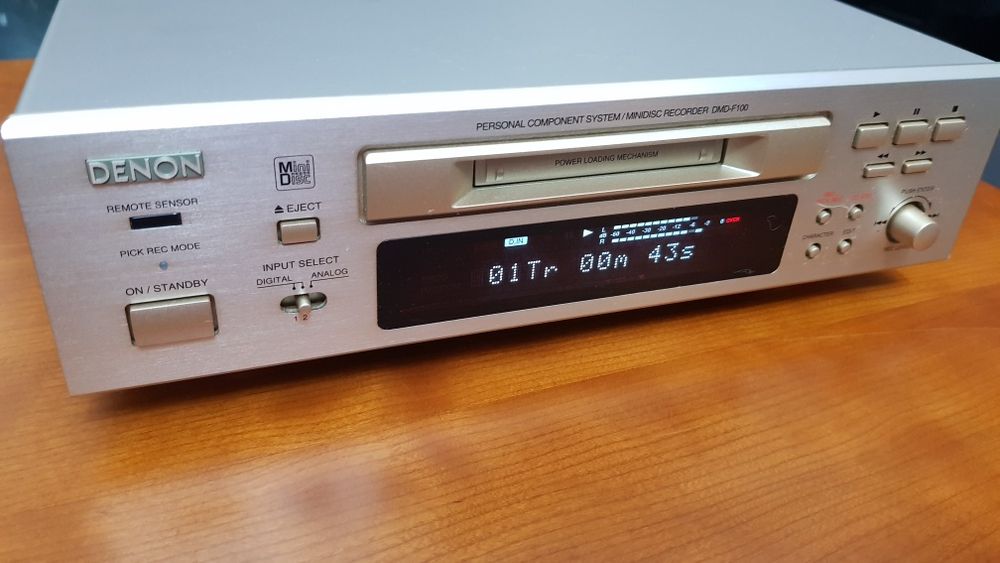 PERSONAL COMPONENT SYSTEM / MINIDISC RECORDER DMD-F100
DENON
Mini Disc
POWER LOADING MECHANISM
REMOTE SENSOR
EJECT
PUSH ENTER
PICK REC MODE
D.IN
L dB -60 -40 -30 -20 -12 -6 -2 0 OVER
R
CHARACTER EDIT
01Tr 00m 43s
INPUT SELECT
DIGITAL ANALOG
1 2
ON / STANDBY